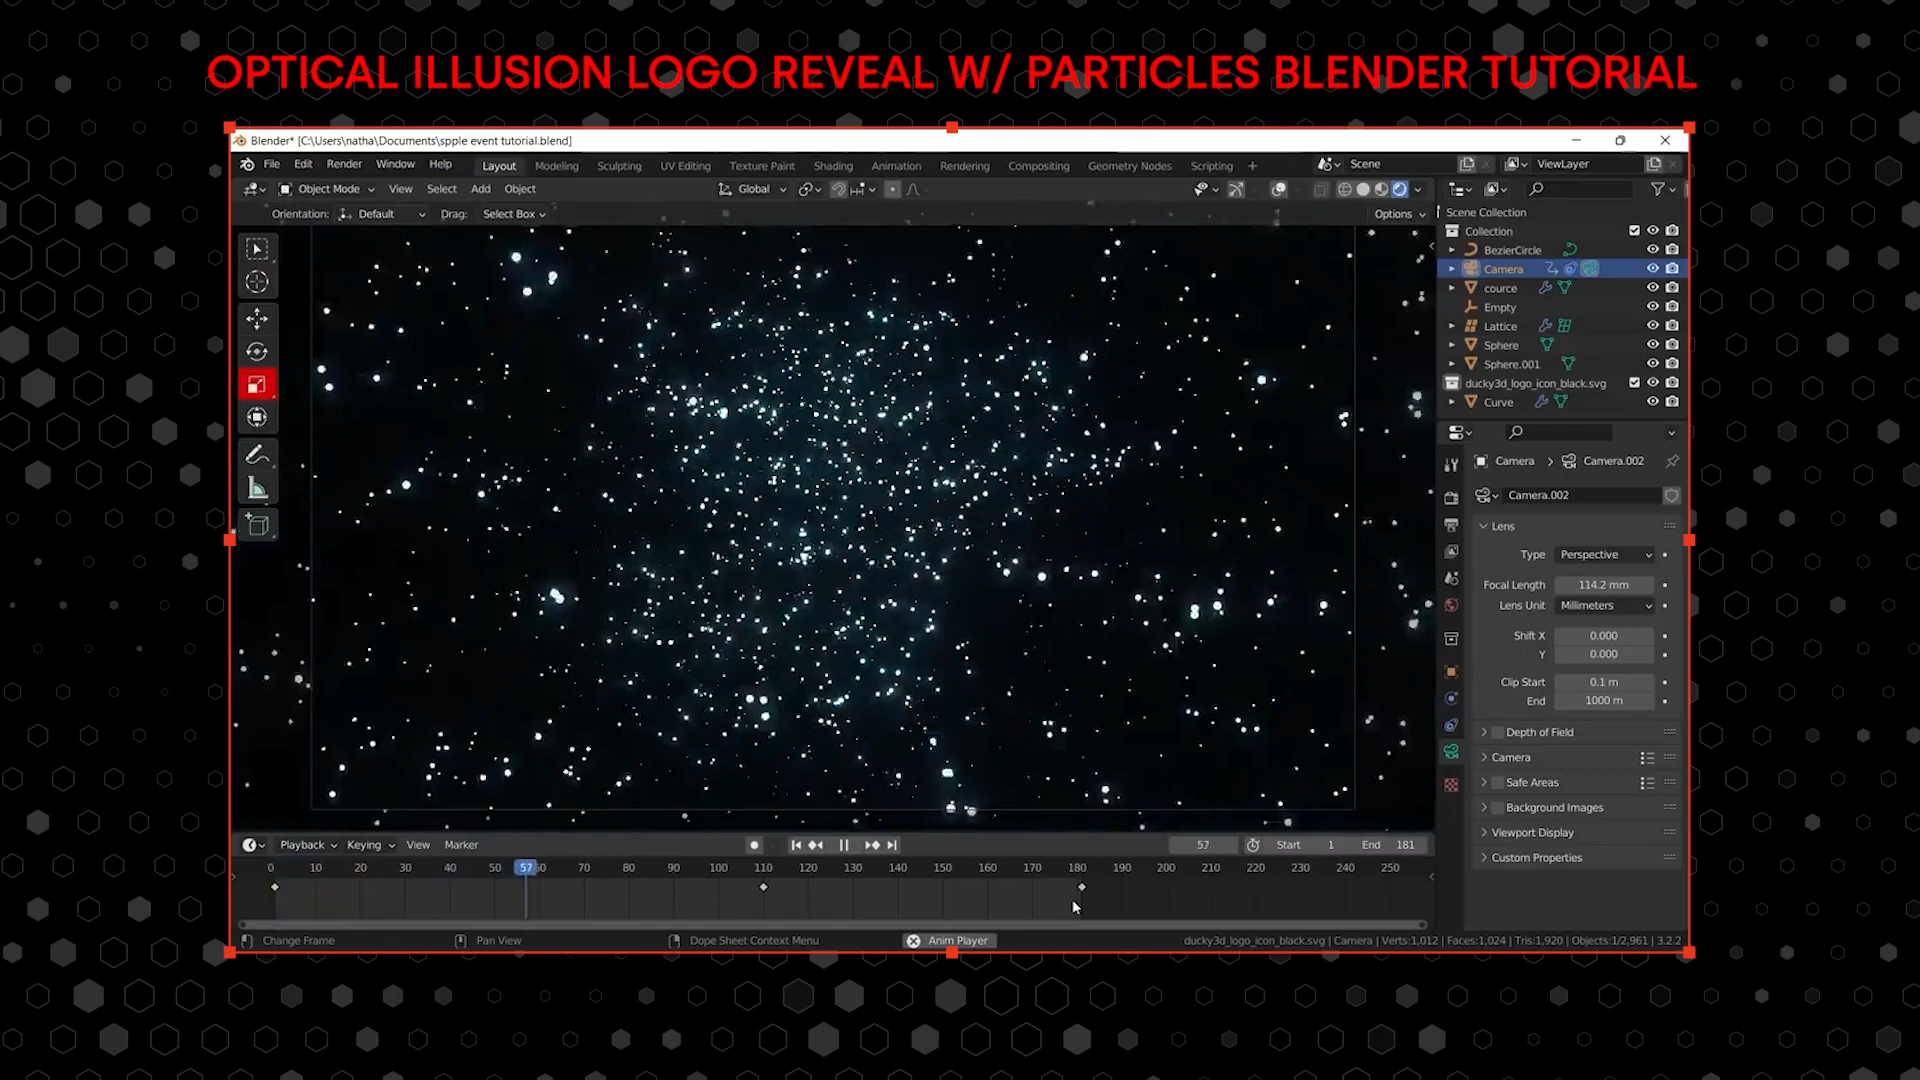 OPTICAL ILLUSION LOGO REVEAL W/ PARTICLES BLENDER TUTORIAL
Blender* [C:\Users\natha\Documents\spple event tutorial.blend]
File Edit Render Window Help Layout Modeling Sculpting UV Editing Texture Paint Shading Animation Rendering Compositing Geometry Nodes Scripting + Scene ViewLayer
Object Mode View Select Add Object Global
Orientation: Default Drag: Select Box Options
Scene Collection
Collection
BezierCircle
Camera
cource
Empty
Lattice
Sphere
Sphere.001
ducky3d_logo_icon_black.svg
Curve
Camera > Camera.002
Camera.002
Lens
Type Perspective
Focal Length 114.2 mm
Lens Unit Millimeters
Shift X 0.000
Y 0.000
Clip Start 0.1 m
End 1000 m
Depth of Field
Camera
Safe Areas
Background Images
Viewport Display
Custom Properties
Playback Keying View Marker 57 Start 1 End 181
0 10 20 30 40 50 57 60 70 80 90 100 110 120 130 140 150 160 170 180 190 200 210 220 230 240 250
Change Frame Pan View Dope Sheet Context Menu Anim Player ducky3d_logo_icon_black.svg | Camera | Verts:1,012 | Faces:1,024 | Tris:1,920 | Objects:1/2,961 | 3.2.2